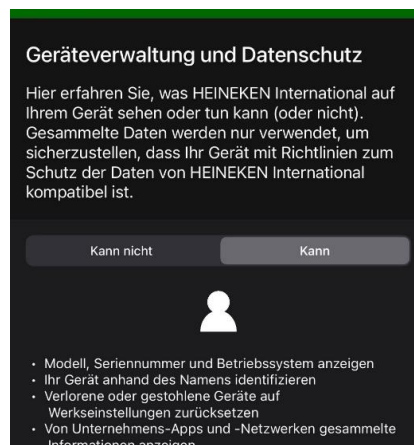 Geräteverwaltung und Datenschutz
Hier erfahren Sie, was HEINEKEN International auf
Ihrem Gerät sehen oder tun kann (oder nicht).
Gesammelte Daten werden nur verwendet, um
sicherzustellen, dass Ihr Gerät mit Richtlinien zum
Schutz der Daten von HEINEKEN International
kompatibel ist.
Kann nicht Kann
• Modell, Seriennummer und Betriebssystem anzeigen
• Ihr Gerät anhand des Namens identifizieren
• Verlorene oder gestohlene Geräte auf
Werkseinstellungen zurücksetzen
• Von Unternehmens-Apps und -Netzwerken gesammelte
Informationen anzeigen